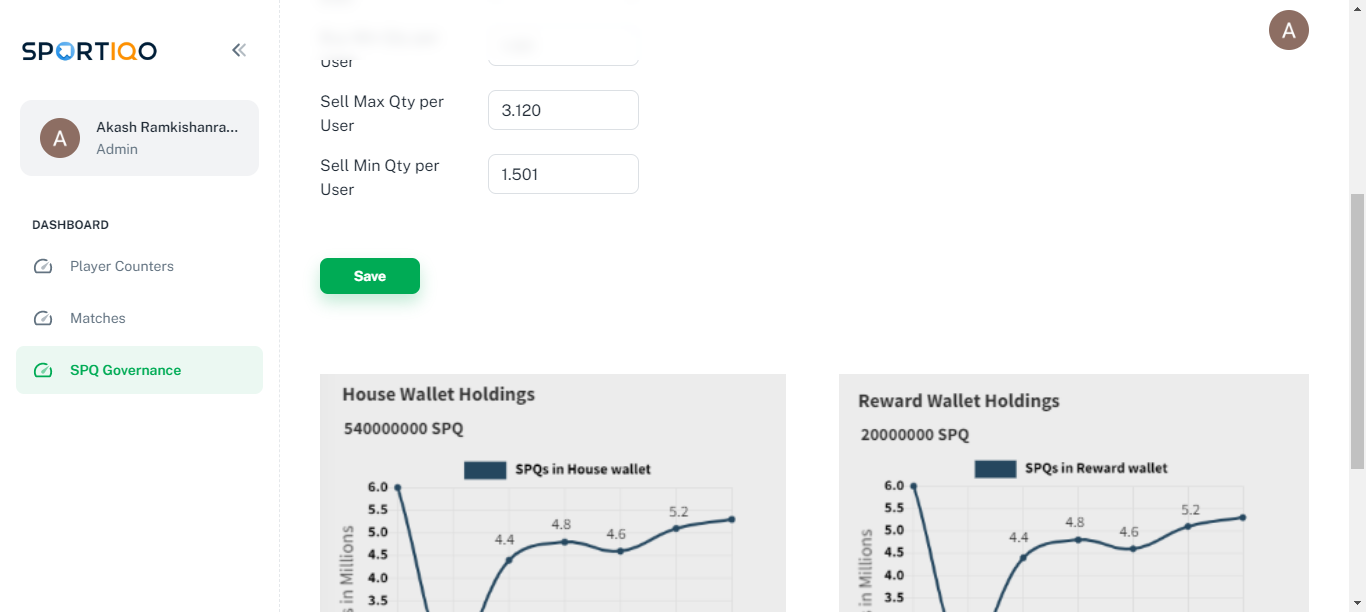 SPORTIQO
A
A
Akash Ramkishanra...
Admin
DASHBOARD
Player Counters
Matches
SPQ Governance
User
Sell Max Qty per
User
3.120
Sell Min Qty per
User
1.501
Save
House Wallet Holdings
540000000 SPQ
SPQs in House wallet
6.0
5.5
5.0
4.5
4.0
3.5
4.4
4.8
4.6
5.2
s in Millions
Reward Wallet Holdings
20000000 SPQ
SPQs in Reward wallet
6.0
5.5
5.0
4.5
4.0
3.5
4.4
4.8
4.6
5.2
s in Millions